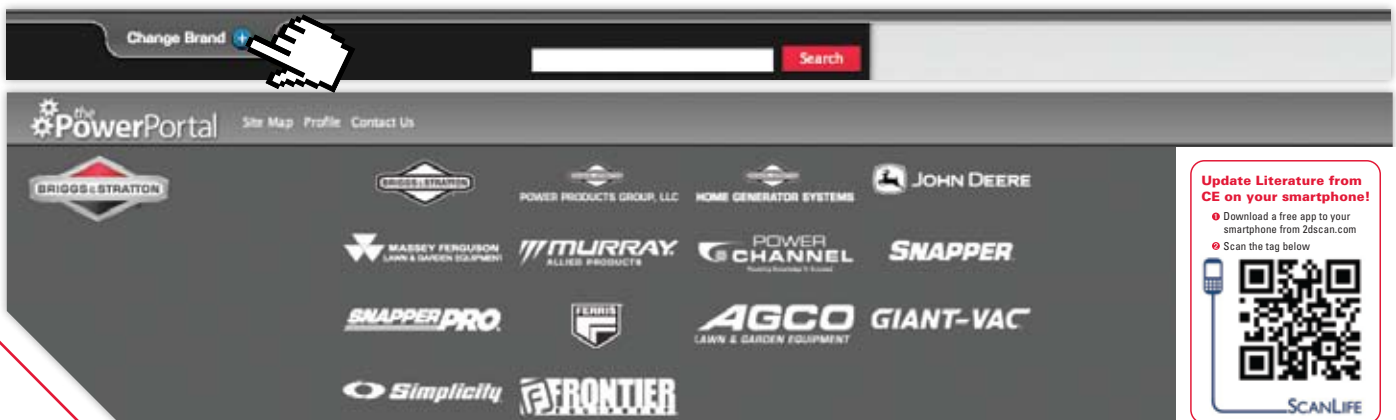 Change Brand
Search
the
PowerPortal Site Map Profile Contact Us
BRIGGS & STRATTON
BRIGGS & STRATTON
POWER PRODUCTS GROUP, LLC
HOME GENERATOR SYSTEMS
JOHN DEERE
MASSEY FERGUSON
LAWN & GARDEN EQUIPMENT
MURRAY
ALLIED PRODUCTS
POWER
CHANNEL
SNAPPER
SNAPPER PRO
FERRIS
AGCO
LAWN & GARDEN EQUIPMENT
GIANT-VAC
Simplicity
FRONTIER
Update Literature from
CE on your smartphone!
1 Download a free app to your
smartphone from 2dscan.com
2 Scan the tag below
SCANLIFE